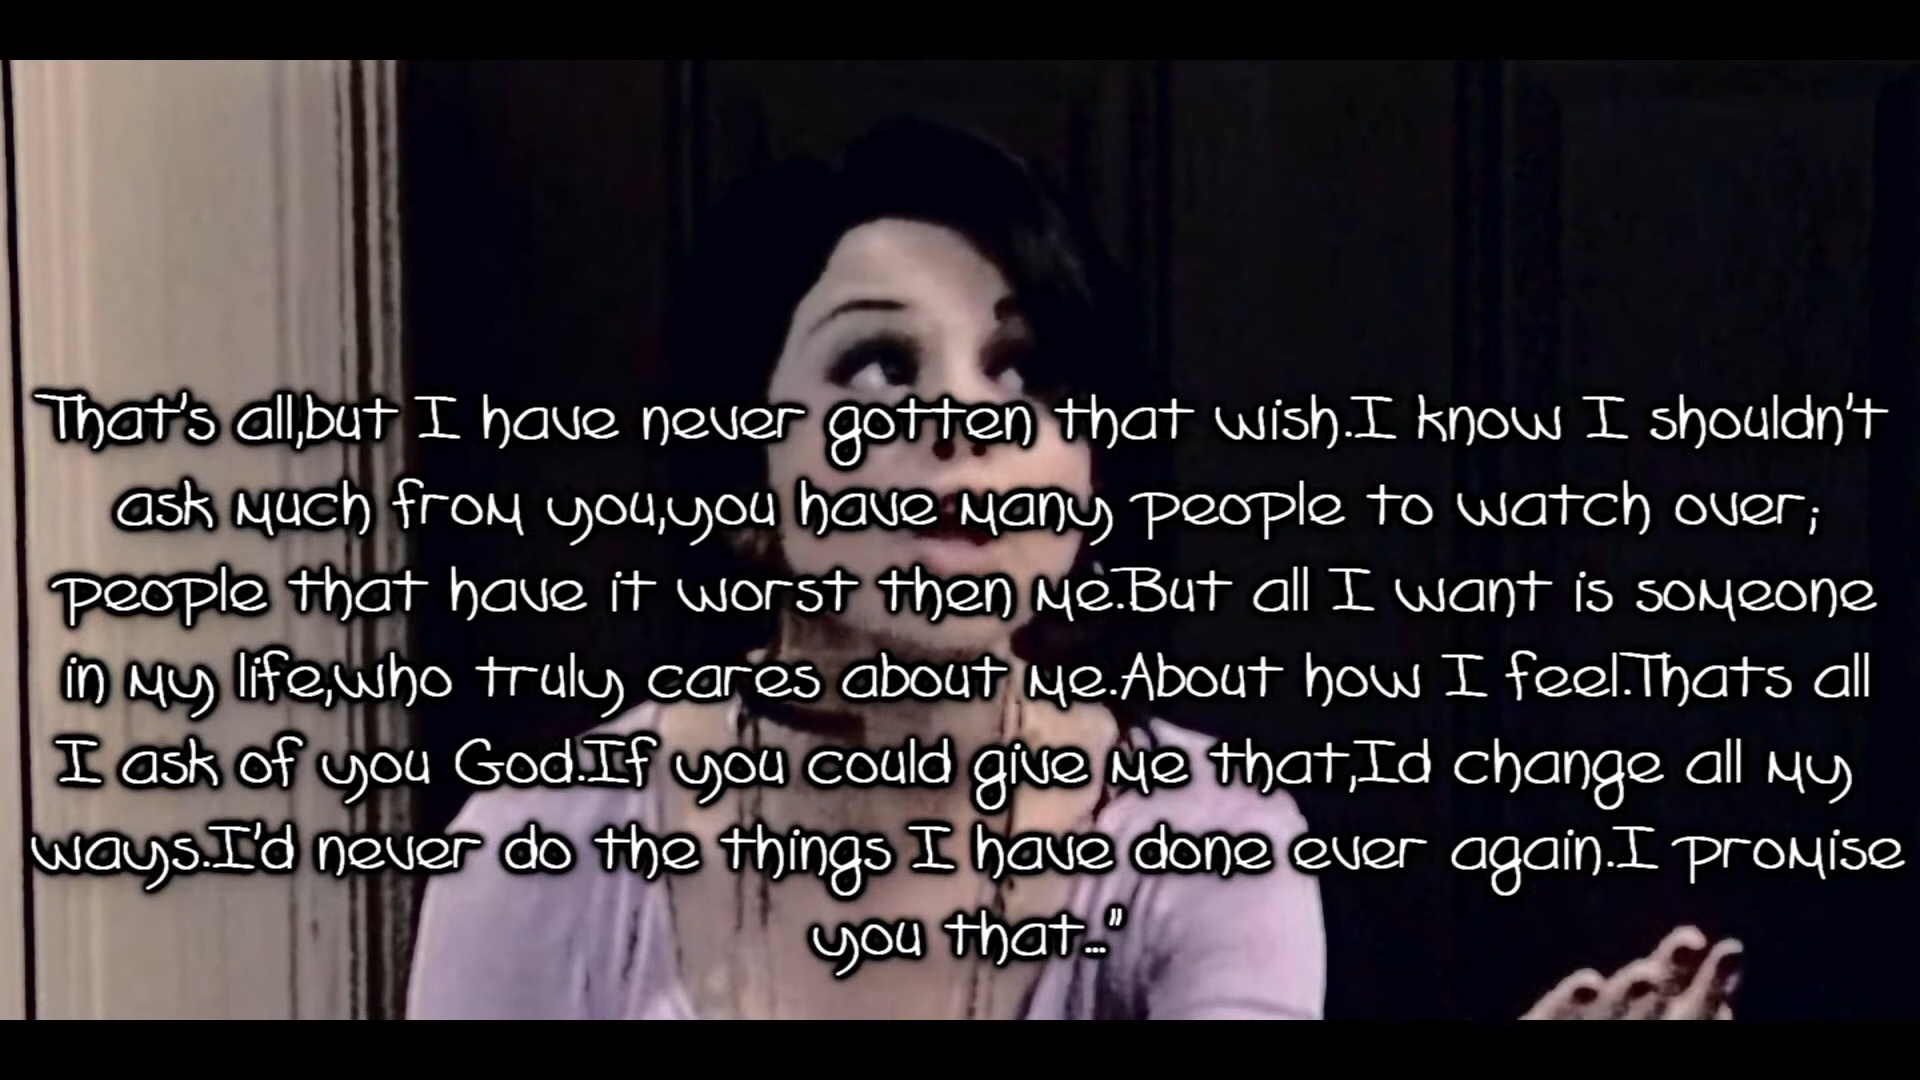 That's all,but I have never gotten that wish.I know I shouldn't
ask much from you,you have many people to watch over;
people that have it worst then me.But all I want is someone
in my life,who truly cares about me.About how I feel.Thats all
I ask of you God.If you could give me that,Id change all my
ways.I'd never do the things I have done ever again.I promise
you that..."